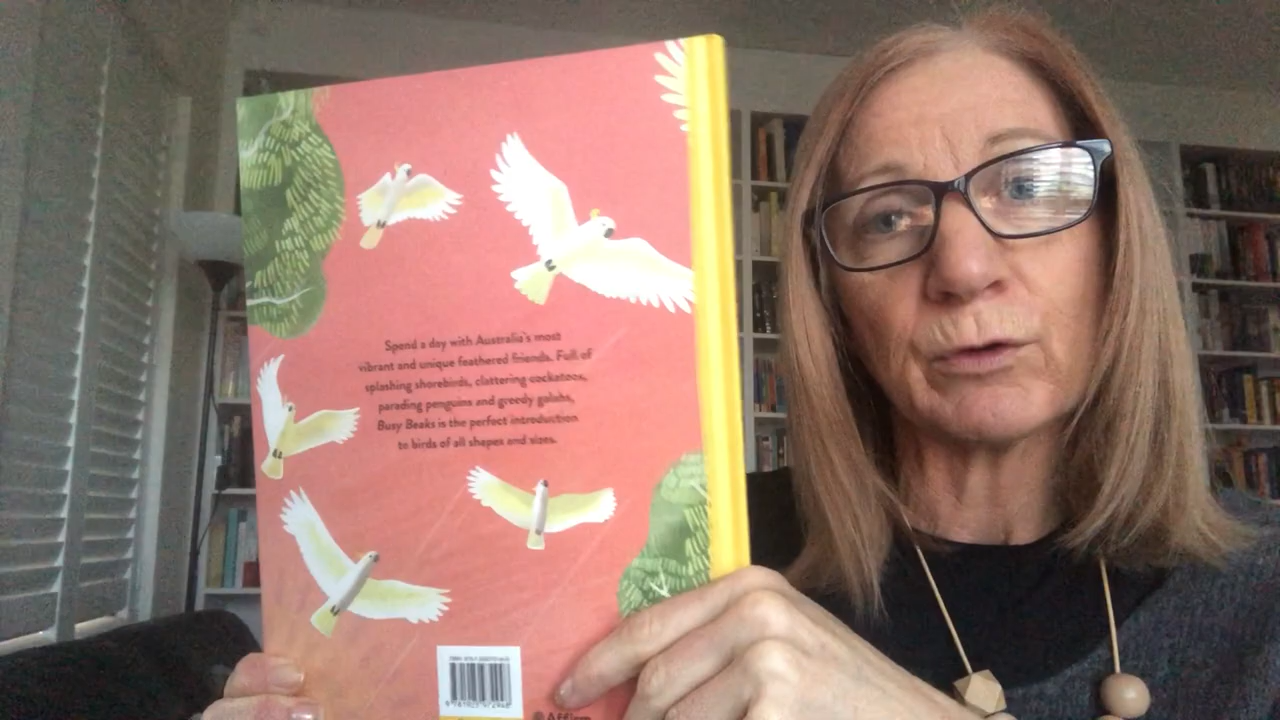 Spend a day with Australia's most
vibrant and unique feathered friends. Full of
splashing shorebirds, clattering cockatoos,
parading penguins and greedy galahs,
Busy Beaks is the perfect introduction
to birds of all shapes and sizes.
Affirm